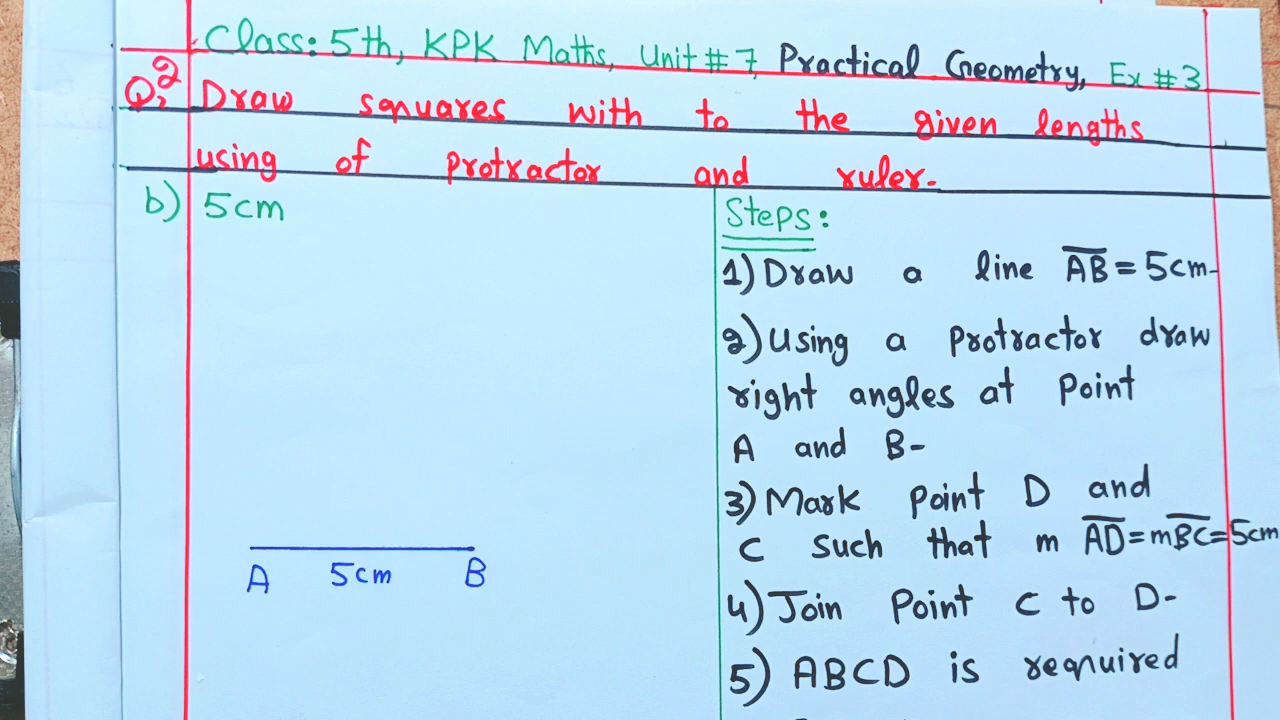 Class: 5th, KPK Maths, Unit # 7 Practical Geometry, Ex # 3
Q2, Draw squares with to the given lengths
using of protractor and ruler.
b) 5cm
A 5cm B
Steps:
1) Draw a line AB = 5cm-
2) Using a protractor draw
right angles at point
A and B-
3) Mark point D and
C such that m AD = mBC = 5cm
4) Join point C to D-
5) ABCD is required